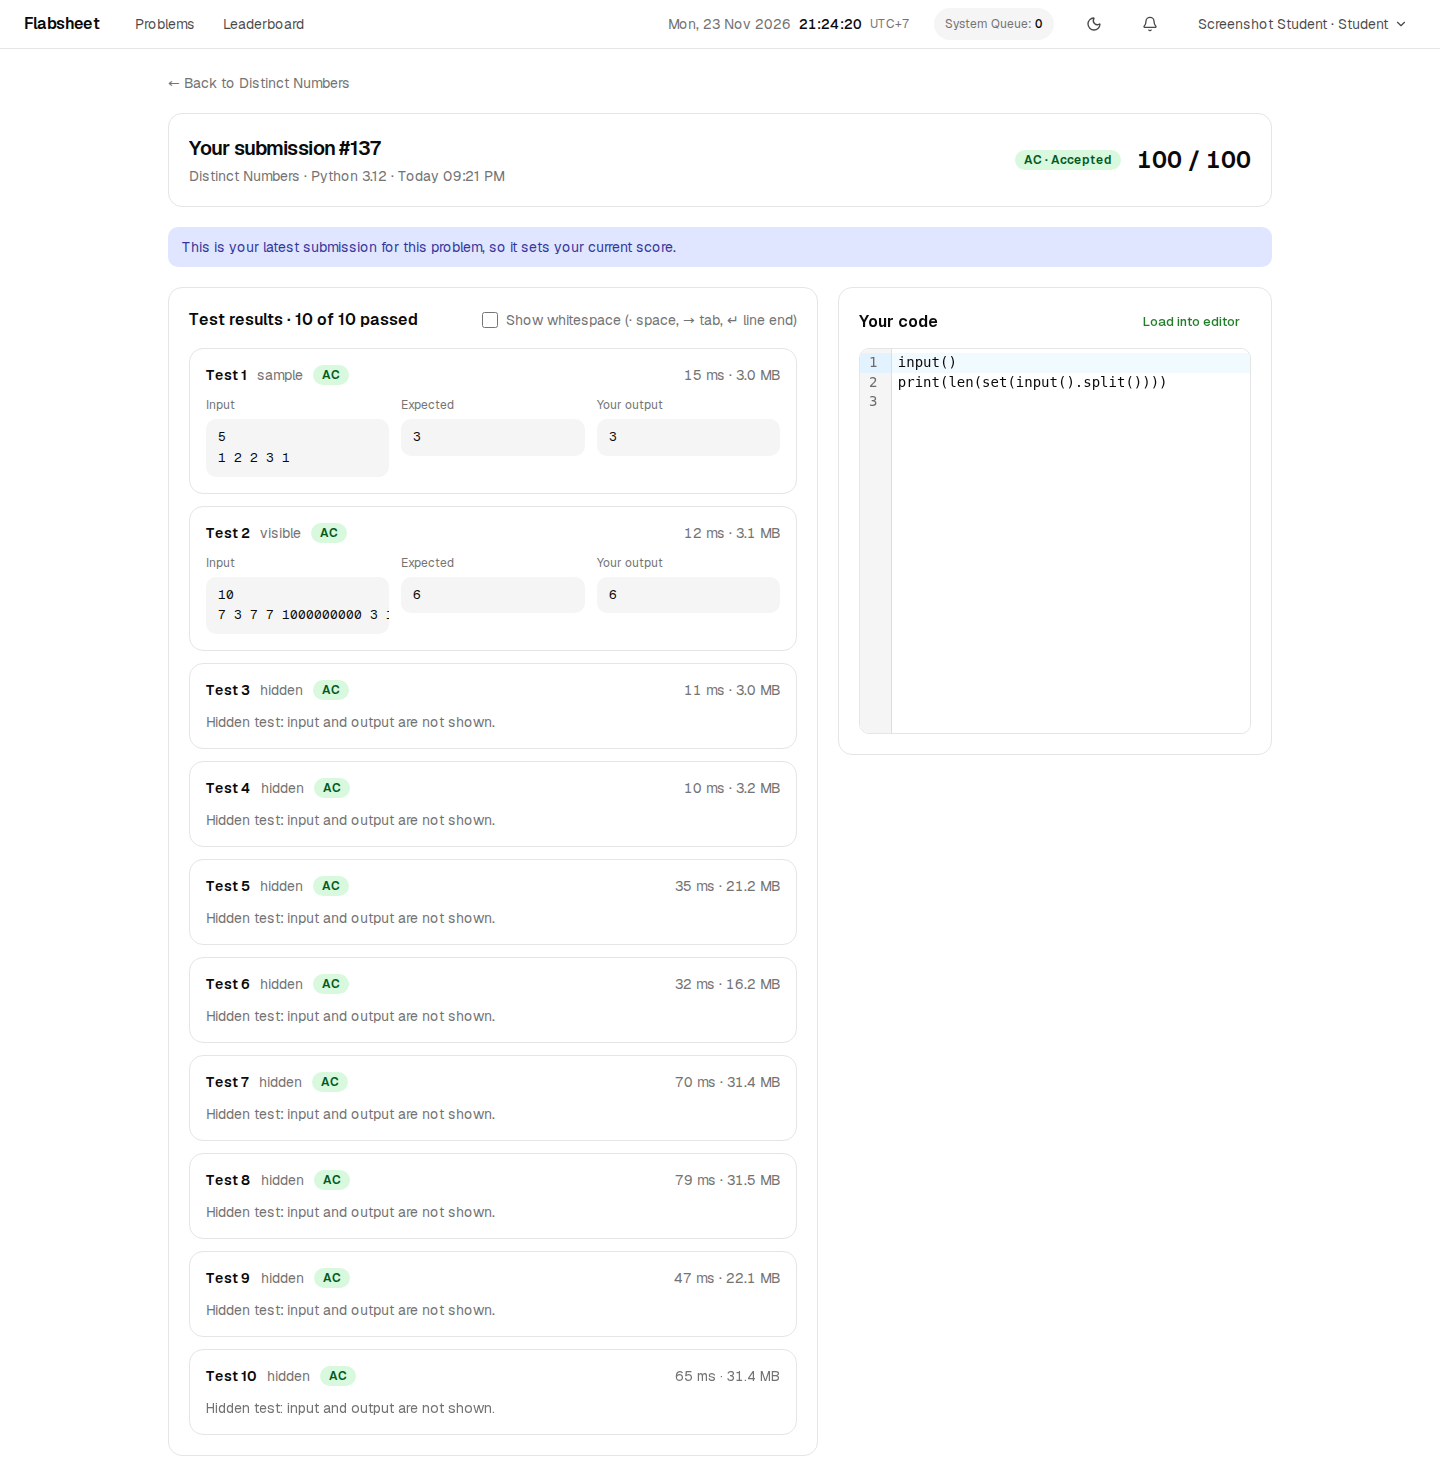 Flabsheet Problems Leaderboard Mon, 23 Nov 2026 21:24:20 UTC+7 System Queue: 0 Screenshot Student · Student
← Back to Distinct Numbers
Your submission #137
Distinct Numbers · Python 3.12 · Today 09:21 PM
AC · Accepted 100 / 100
This is your latest submission for this problem, so it sets your current score.
Test results · 10 of 10 passed Show whitespace (· space, → tab, ↵ line end)
Test 1 sample AC 15 ms · 3.0 MB
Input Expected Your output
5 3 3
1 2 2 3 1
Test 2 visible AC 12 ms · 3.1 MB
Input Expected Your output
10 6 6
7 3 7 7 1000000000 3
Test 3 hidden AC 11 ms · 3.0 MB
Hidden test: input and output are not shown.
Test 4 hidden AC 10 ms · 3.2 MB
Hidden test: input and output are not shown.
Test 5 hidden AC 35 ms · 21.2 MB
Hidden test: input and output are not shown.
Test 6 hidden AC 32 ms · 16.2 MB
Hidden test: input and output are not shown.
Test 7 hidden AC 70 ms · 31.4 MB
Hidden test: input and output are not shown.
Test 8 hidden AC 79 ms · 31.5 MB
Hidden test: input and output are not shown.
Test 9 hidden AC 47 ms · 22.1 MB
Hidden test: input and output are not shown.
Test 10 hidden AC 65 ms · 31.4 MB
Hidden test: input and output are not shown.
Your code Load into editor
1 input()
2 print(len(set(input().split())))
3